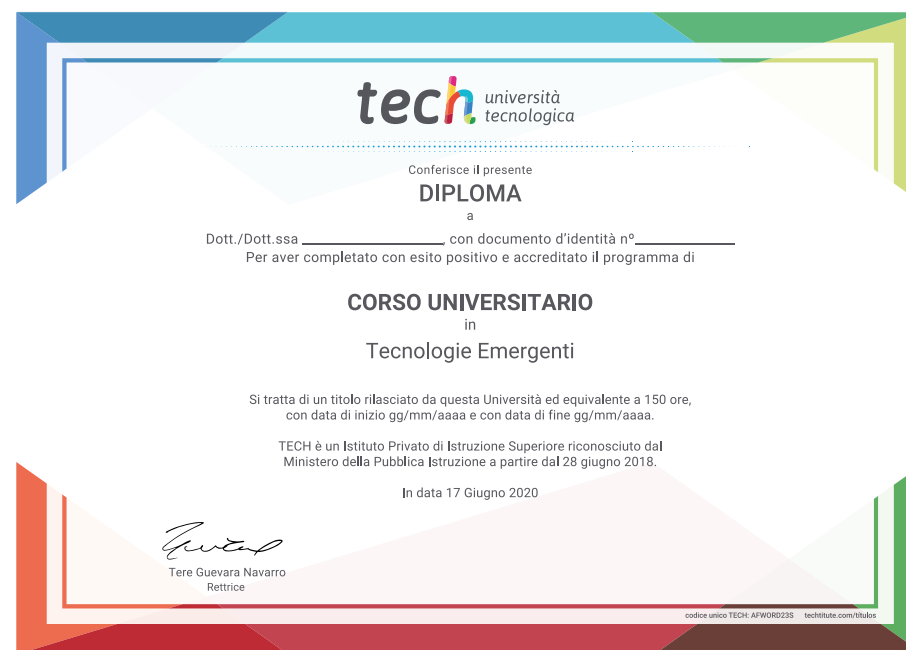 tech università
tecnologica
Conferisce il presente
DIPLOMA
a
Dott./Dott.ssa ____________________, con documento d'identità nº______________
Per aver completato con esito positivo e accreditato il programma di
CORSO UNIVERSITARIO
in
Tecnologie Emergenti
Si tratta di un titolo rilasciato da questa Università ed equivalente a 150 ore,
con data di inizio gg/mm/aaaa e con data di fine gg/mm/aaaa.
TECH è un Istituto Privato di Istruzione Superiore riconosciuto dal
Ministero della Pubblica Istruzione a partire dal 28 giugno 2018.
In data 17 Giugno 2020
Tere Guevara Navarro
Rettrice
codice unico TECH: AFWORD23S techtitute.com/títulos